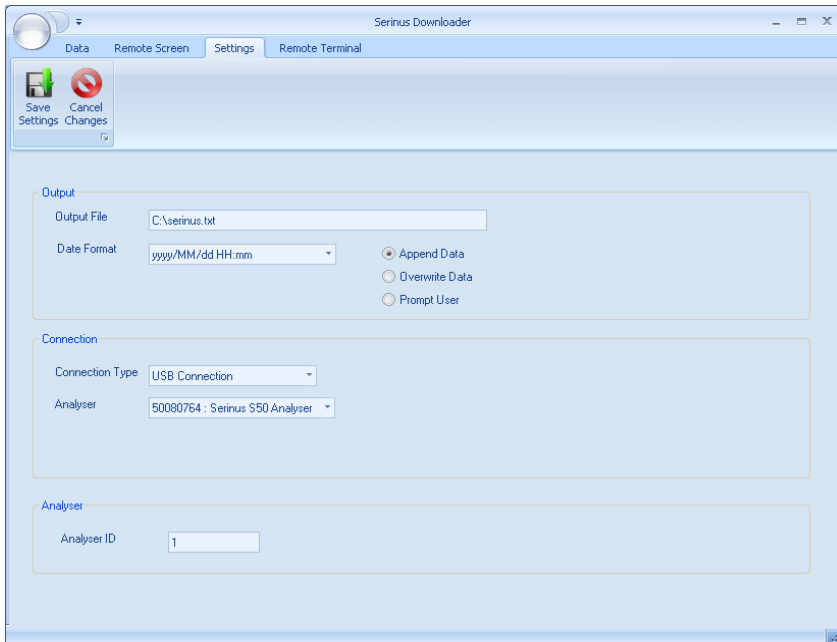 Serinus Downloader
Data Remote Screen Settings Remote Terminal
Save Settings
Cancel Changes
Output
Output File C:\serinus.txt
Date Format yyyy/MM/dd HH:mm
Append Data
Overwrite Data
Prompt User
Connection
Connection Type USB Connection
Analyser 50080764 : Serinus S50 Analyser
Analyser
Analyser ID 1